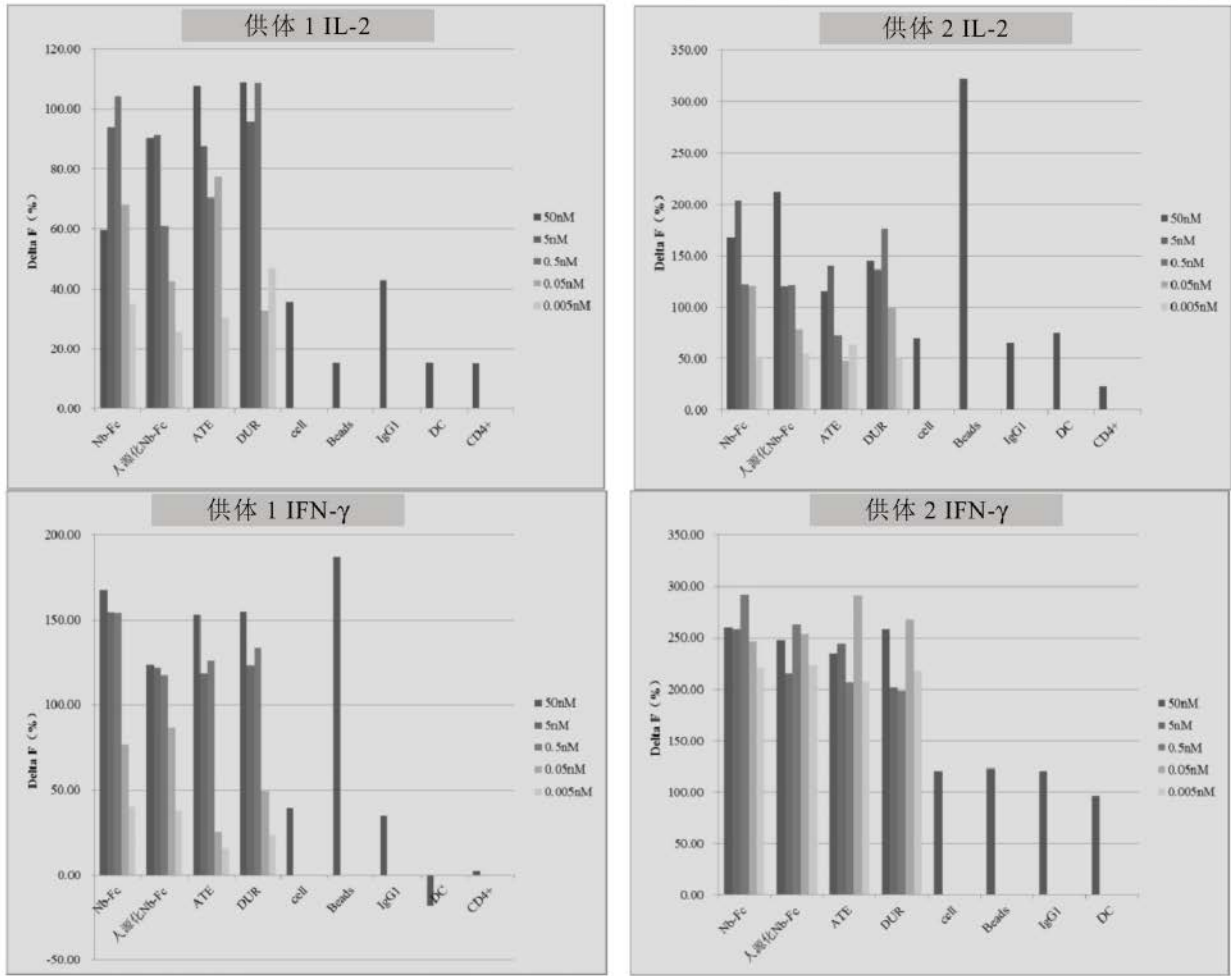 供体 1 IL-2
120.00
100.00
80.00
60.00
40.00
20.00
0.00
Delta F（%）
Nb-Fc
人源化Nb-Fc
ATE
DUR
cell
Beads
IgG1
DC
CD4+
50nM
5nM
0.5nM
0.05nM
0.005nM
供体 2 IL-2
350.00
300.00
250.00
200.00
150.00
100.00
50.00
0.00
Delta F（%）
Nb-Fc
人源化Nb-Fc
ATE
DUR
cell
Beads
IgG1
DC
CD4+
50nM
5nM
0.5nM
0.05nM
0.005nM
供体 1 IFN-γ
200.00
150.00
100.00
50.00
0.00
-50.00
Delta F（%）
Nb-Fc
人源化Nb-Fc
ATE
DUR
cell
Beads
IgG1
DC
CD4+
50nM
5nM
0.5nM
0.05nM
0.005nM
供体 2 IFN-γ
350.00
300.00
250.00
200.00
150.00
100.00
50.00
0.00
Delta F（%）
Nb-Fc
人源化Nb-Fc
ATE
DUR
cell
Beads
IgG1
DC
50nM
5nM
0.5nM
0.05nM
0.005nM